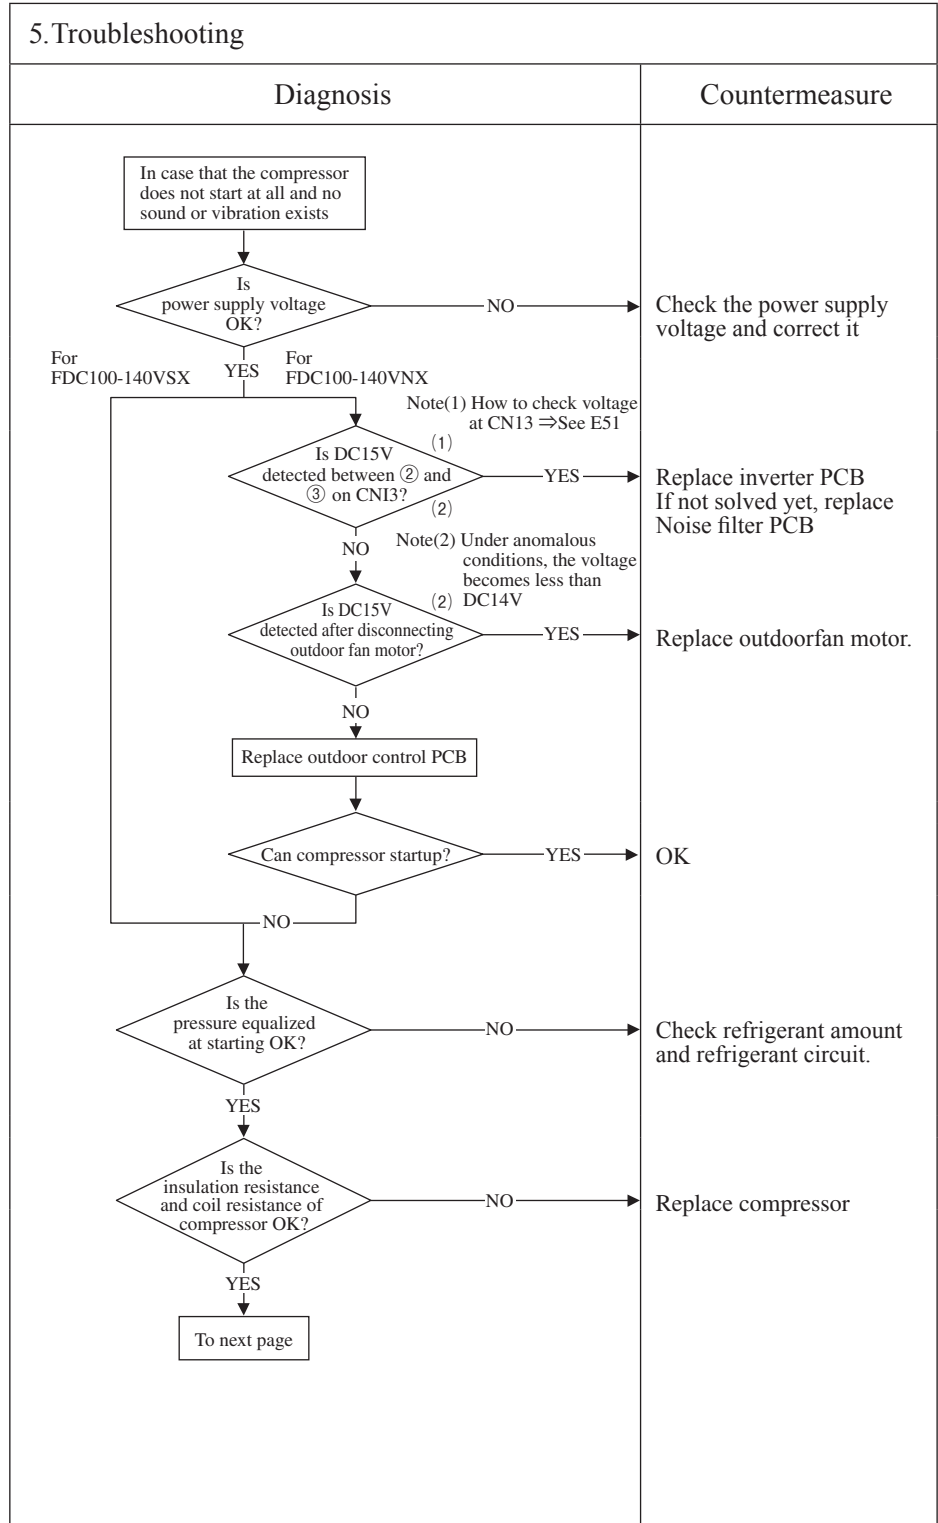 5.Troubleshooting
Diagnosis
Countermeasure
In case that the compressor
does not start at all and no
sound or vibration exists
Is
power supply voltage
OK?
NO
Check the power supply
voltage and correct it
YES
For
FDC100-140VSX
For
FDC100-140VNX
Note(1) How to check voltage
at CN13 ⇒See E51
(1)
Is DC15V
detected between ② and
③ on CNI3?
(2)
YES
Replace inverter PCB
If not solved yet, replace
Noise filter PCB
NO
Note(2) Under anomalous
conditions, the voltage
becomes less than
DC14V
(2)
Is DC15V
detected after disconnecting
outdoor fan motor?
YES
Replace outdoorfan motor.
NO
Replace outdoor control PCB
Can compressor startup?
YES
OK
NO
Is the
pressure equalized
at starting OK?
NO
Check refrigerant amount
and refrigerant circuit.
YES
Is the
insulation resistance
and coil resistance of
compressor OK?
NO
Replace compressor
YES
To next page